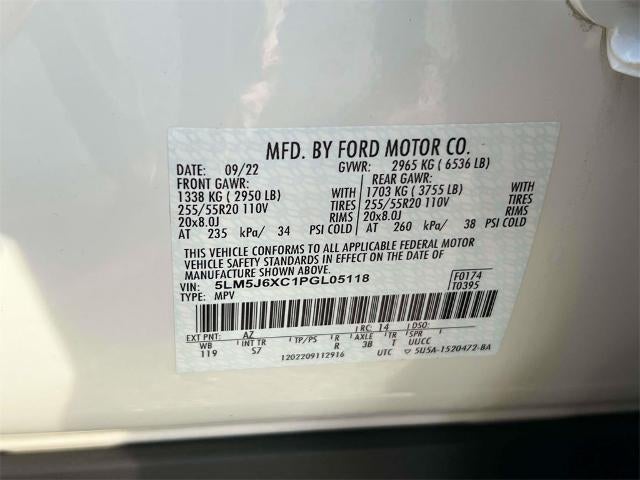 MFD. BY FORD MOTOR CO.
DATE: 09/22 GVWR: 2965 KG ( 6536 LB)
FRONT GAWR: REAR GAWR:
1338 KG ( 2950 LB) WITH 1703 KG ( 3755 LB) WITH
255/55R20 110V TIRES 255/55R20 110V TIRES
20x8.0J RIMS 20x8.0J RIMS
AT 235 kPa/ 34 PSI COLD AT 260 kPa/ 38 PSI COLD
THIS VEHICLE CONFORMS TO ALL APPLICABLE FEDERAL MOTOR
VEHICLE SAFETY STANDARDS IN EFFECT ON THE DATE OF
MANUFACTURE SHOWN ABOVE.
VIN: 5LM5J6XC1PGL05118 F0174
TYPE: MPV T0395
EXT PNT: AZ RC: 14 DSO:
WB INT TR TP/PS R AXLE TR SPR
119 S7 R 3B T UUCC
1202209112916 UTC 5U5A-1520472-BA